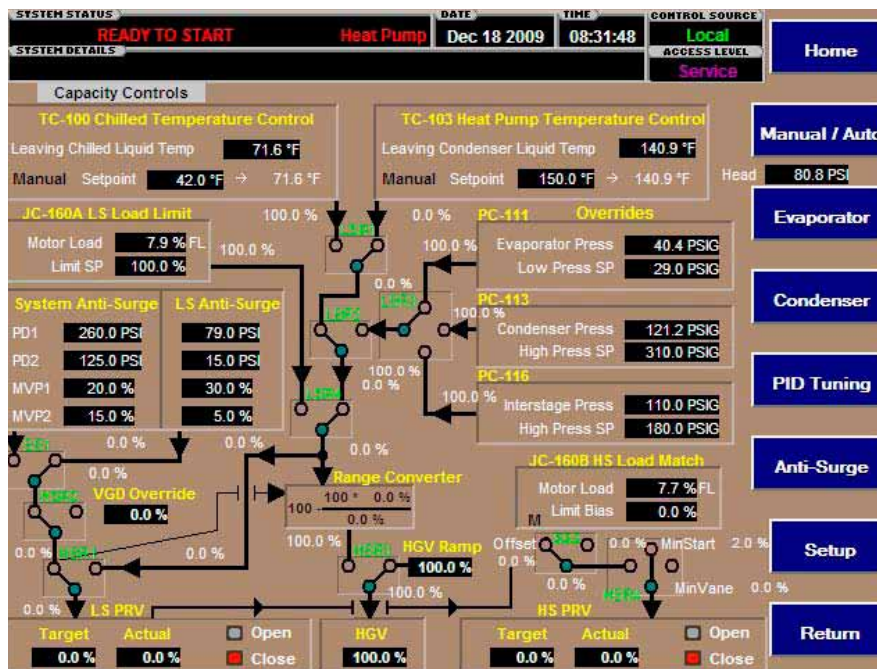 SYSTEM STATUS
READY TO START Heat Pump
DATE
Dec 18 2009
TIME
08:31:48
CONTROL SOURCE
Local
SYSTEM DETAILS
ACCESS LEVEL
Service
Home
Capacity Controls
TC-100 Chilled Temperature Control
Leaving Chilled Liquid Temp 71.6 °F
Manual Setpoint 42.0 °F → 71.6 °F
TC-103 Heat Pump Temperature Control
Leaving Condenser Liquid Temp 140.9 °F
Manual Setpoint 150.0 °F → 140.9 °F
Manual / Auto
Head 80.8 PSI
Evaporator
JC-160A LS Load Limit
Motor Load 7.9 % FL
Limit SP 100.0 %
100.0 %
100.0 %
0.0 %
0.0 %
PC-111 Overrides
100.0 %
Evaporator Press 40.4 PSIG
Low Press SP 29.0 PSIG
Condenser
System Anti-Surge LS Anti-Surge
PD1 260.0 PSI 79.0 PSI
PD2 125.0 PSI 15.0 PSI
MVP1 20.0 % 30.0 %
MVP2 15.0 % 5.0 %
PC-113
100.0 %
Condenser Press 121.2 PSIG
High Press SP 310.0 PSIG
100.0 %
0.0 %
PID Tuning
PC-116
100.0 %
Interstage Press 110.0 PSIG
High Press SP 180.0 PSIG
0.0 % 0.0 % 0.0 %
0.0 %
Anti-Surge
JC-160B HS Load Match
Motor Load 7.7 % FL
Limit Bias 0.0 %
M
VGD Override
0.0 %
Range Converter
100 * 0.0 %
100 -
0.0 %
0.0 %
0.0 %
100.0 %
HGV Ramp
100.0 %
100.0 %
Offset
0.0 %
0.0 % MinStart 2.0 %
0.0 %
MinVane 0.0 %
Setup
0.0 %
LS PRV
Target Actual Open
0.0 % 0.0 % Close
HGV
100.0 %
HS PRV
Target Actual Open
0.0 % 0.0 % Close
Return